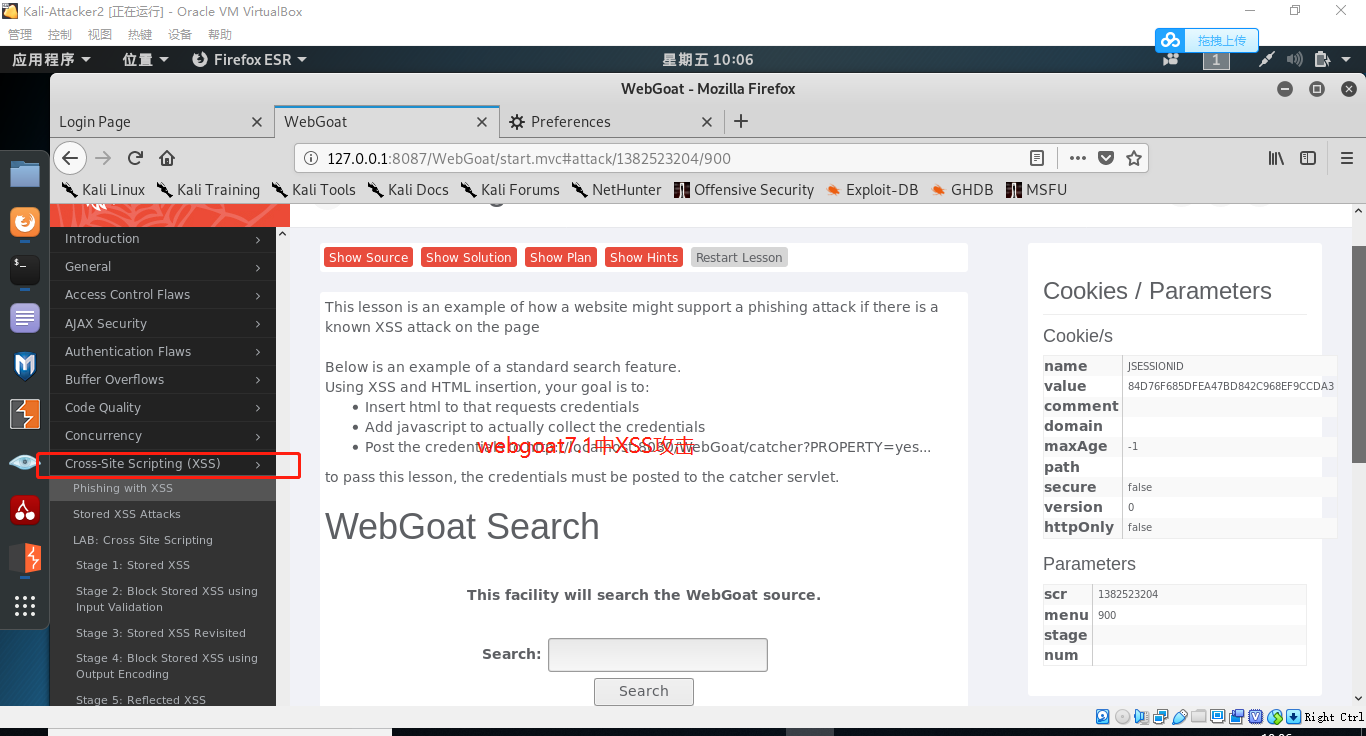 Kali-Attacker2 [正在运行] - Oracle VM VirtualBox
管理 控制 视图 热键 设备 帮助
拖拽上传
应用程序 位置 Firefox ESR 星期五 10:06 1
WebGoat - Mozilla Firefox
Login Page WebGoat Preferences
127.0.0.1:8087/WebGoat/start.mvc#attack/1382523204/900
Kali Linux Kali Training Kali Tools Kali Docs Kali Forums NetHunter Offensive Security Exploit-DB GHDB MSFU
Introduction
General
Access Control Flaws
AJAX Security
Authentication Flaws
Buffer Overflows
Code Quality
Concurrency
Cross-Site Scripting (XSS)
Phishing with XSS
Stored XSS Attacks
LAB: Cross Site Scripting
Stage 1: Stored XSS
Stage 2: Block Stored XSS using
Input Validation
Stage 3: Stored XSS Revisited
Stage 4: Block Stored XSS using
Output Encoding
Stage 5: Reflected XSS
Show Source Show Solution Show Plan Show Hints Restart Lesson
This lesson is an example of how a website might support a phishing attack if there is a
known XSS attack on the page
Below is an example of a standard search feature.
Using XSS and HTML insertion, your goal is to:
Insert html to that requests credentials
Add javascript to actually collect the credentials
Post the credentials to http://localhost:8080/webGoat/catcher?PROPERTY=yes...
webgoat7.1中XSS攻击
to pass this lesson, the credentials must be posted to the catcher servlet.
WebGoat Search
This facility will search the WebGoat source.
Search:
Search
Cookies / Parameters
Cookie/s
name JSESSIONID
value 84D76F685DFEA47BD842C968EF9CCDA3
comment
domain
maxAge -1
path
secure false
version 0
httpOnly false
Parameters
scr 1382523204
menu 900
stage
num
Right Ctrl